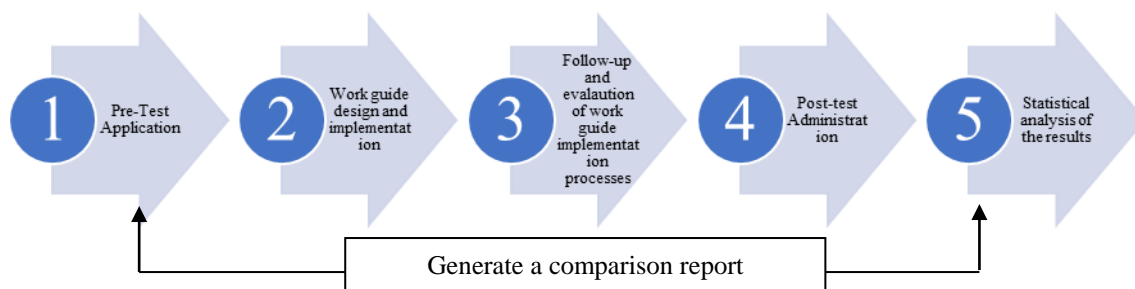 1
Pre-Test
Application
2
Work guide
design and
implementat
ion
3
Follow-up
and
evalaution
of work
guide
implementat
ion
processes
4
Post-test
Administrat
ion
5
Statistical
analysis of
the results
Generate a comparison report